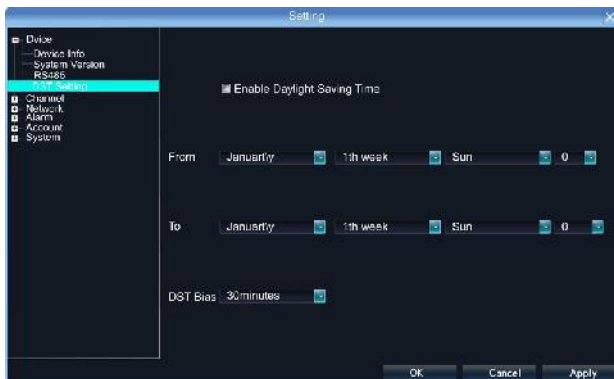 Setting
Dvice
Device Info
System Version
RS485
DST Setting
Channel
Network
Alarm
Account
System
Enable Daylight Saving Time
From Januartly 1th week Sun 0
To Januartly 1th week Sun 0
DST Bias 30minutes
OK Cancel Apply